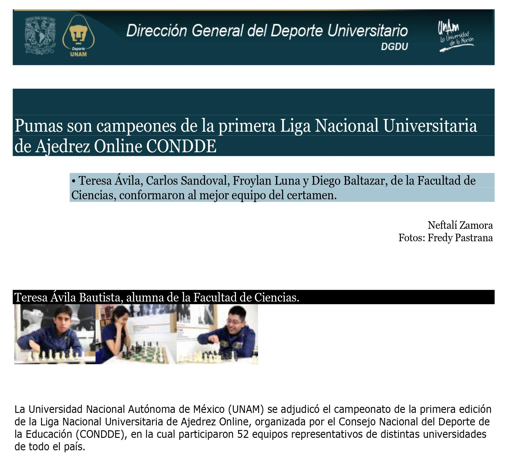 Dirección General del Deporte Universitario
DGDU
Deporte
UNAM
UnAm
La Universidad
de la Nación
Pumas son campeones de la primera Liga Nacional Universitaria
de Ajedrez Online CONDDE
• Teresa Ávila, Carlos Sandoval, Froylan Luna y Diego Baltazar, de la Facultad de
Ciencias, conformaron al mejor equipo del certamen.
Neftalí Zamora
Fotos: Fredy Pastrana
Teresa Ávila Bautista, alumna de la Facultad de Ciencias.
La Universidad Nacional Autónoma de México (UNAM) se adjudicó el campeonato de la primera edición
de la Liga Nacional Universitaria de Ajedrez Online, organizada por el Consejo Nacional del Deporte de
la Educación (CONDDE), en la cual participaron 52 equipos representativos de distintas universidades
de todo el país.